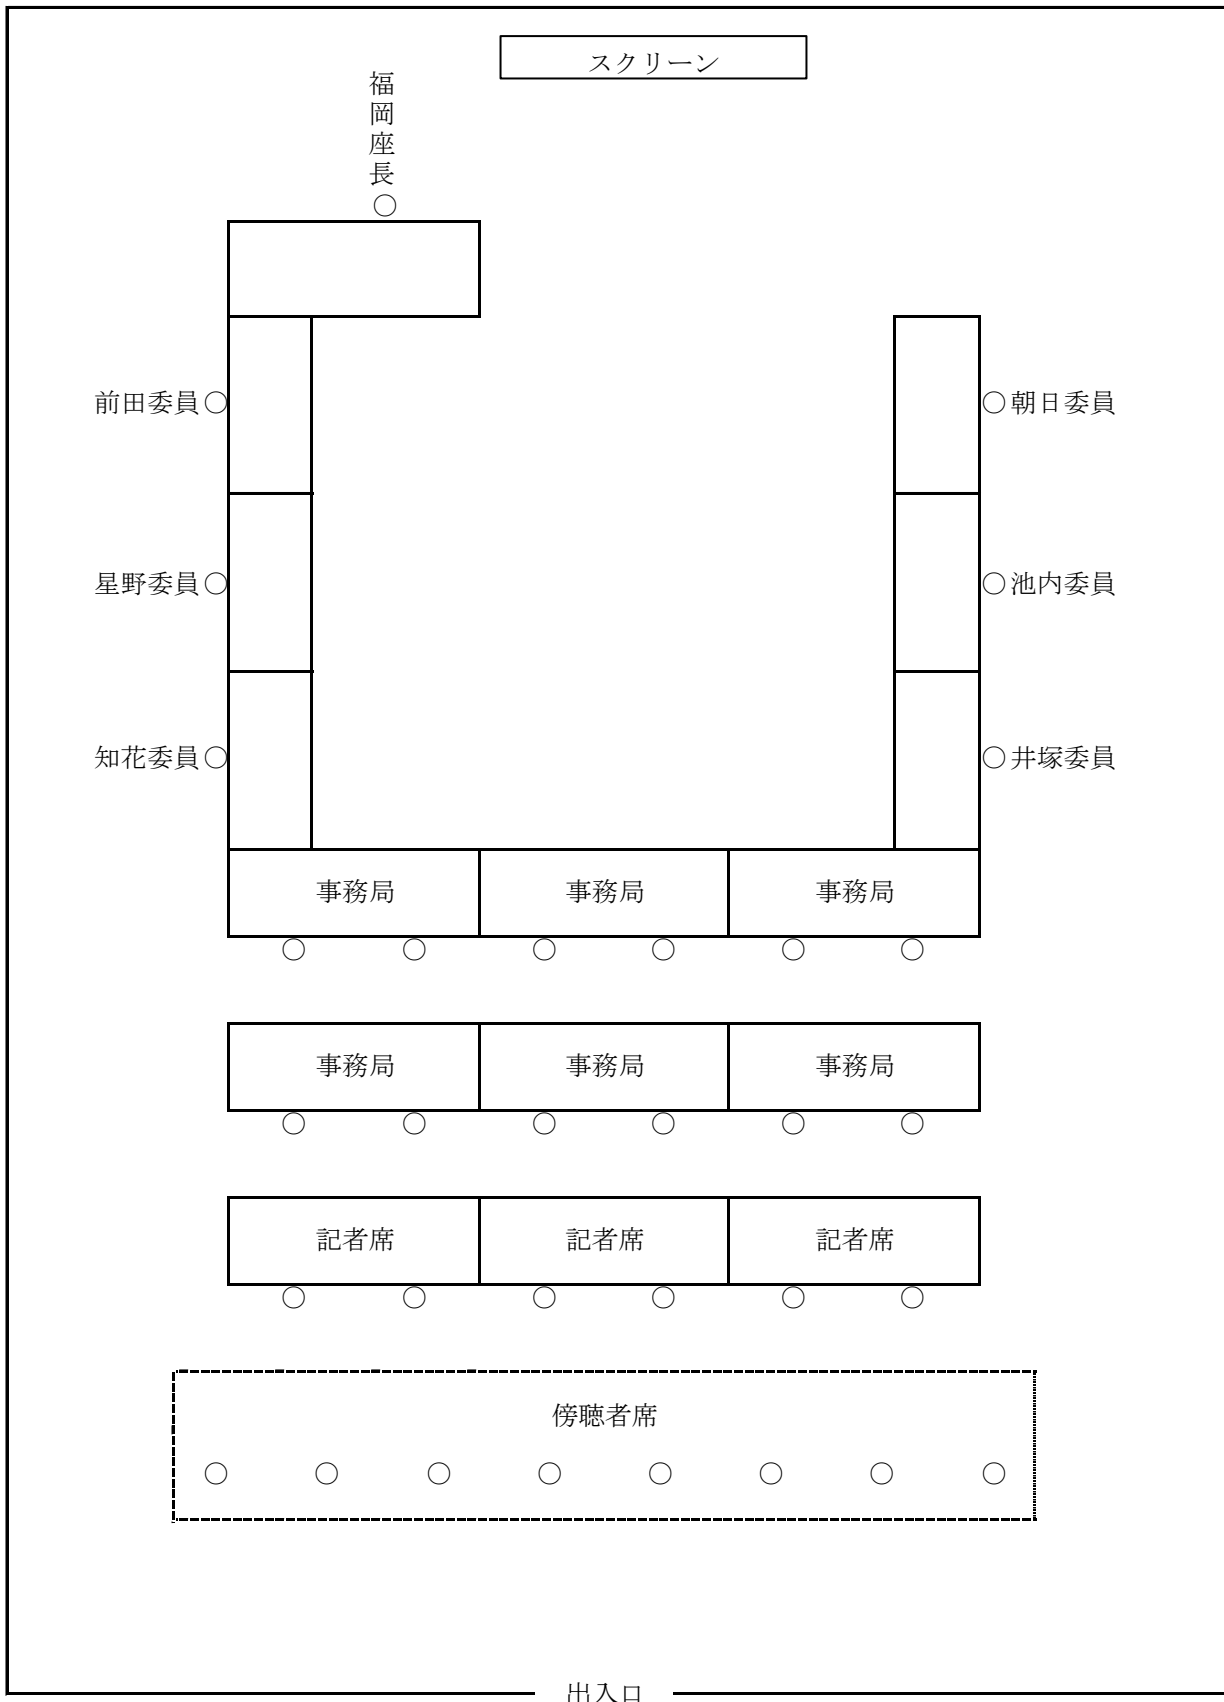 スクリーン
福岡座長
○
前田委員○
○朝日委員
星野委員○
○池内委員
知花委員○
○井塚委員
事務局 事務局 事務局
○ ○ ○ ○ ○ ○
事務局 事務局 事務局
○ ○ ○ ○ ○ ○
記者席 記者席 記者席
○ ○ ○ ○ ○ ○
傍聴者席
○ ○ ○ ○ ○ ○ ○ ○
出入口